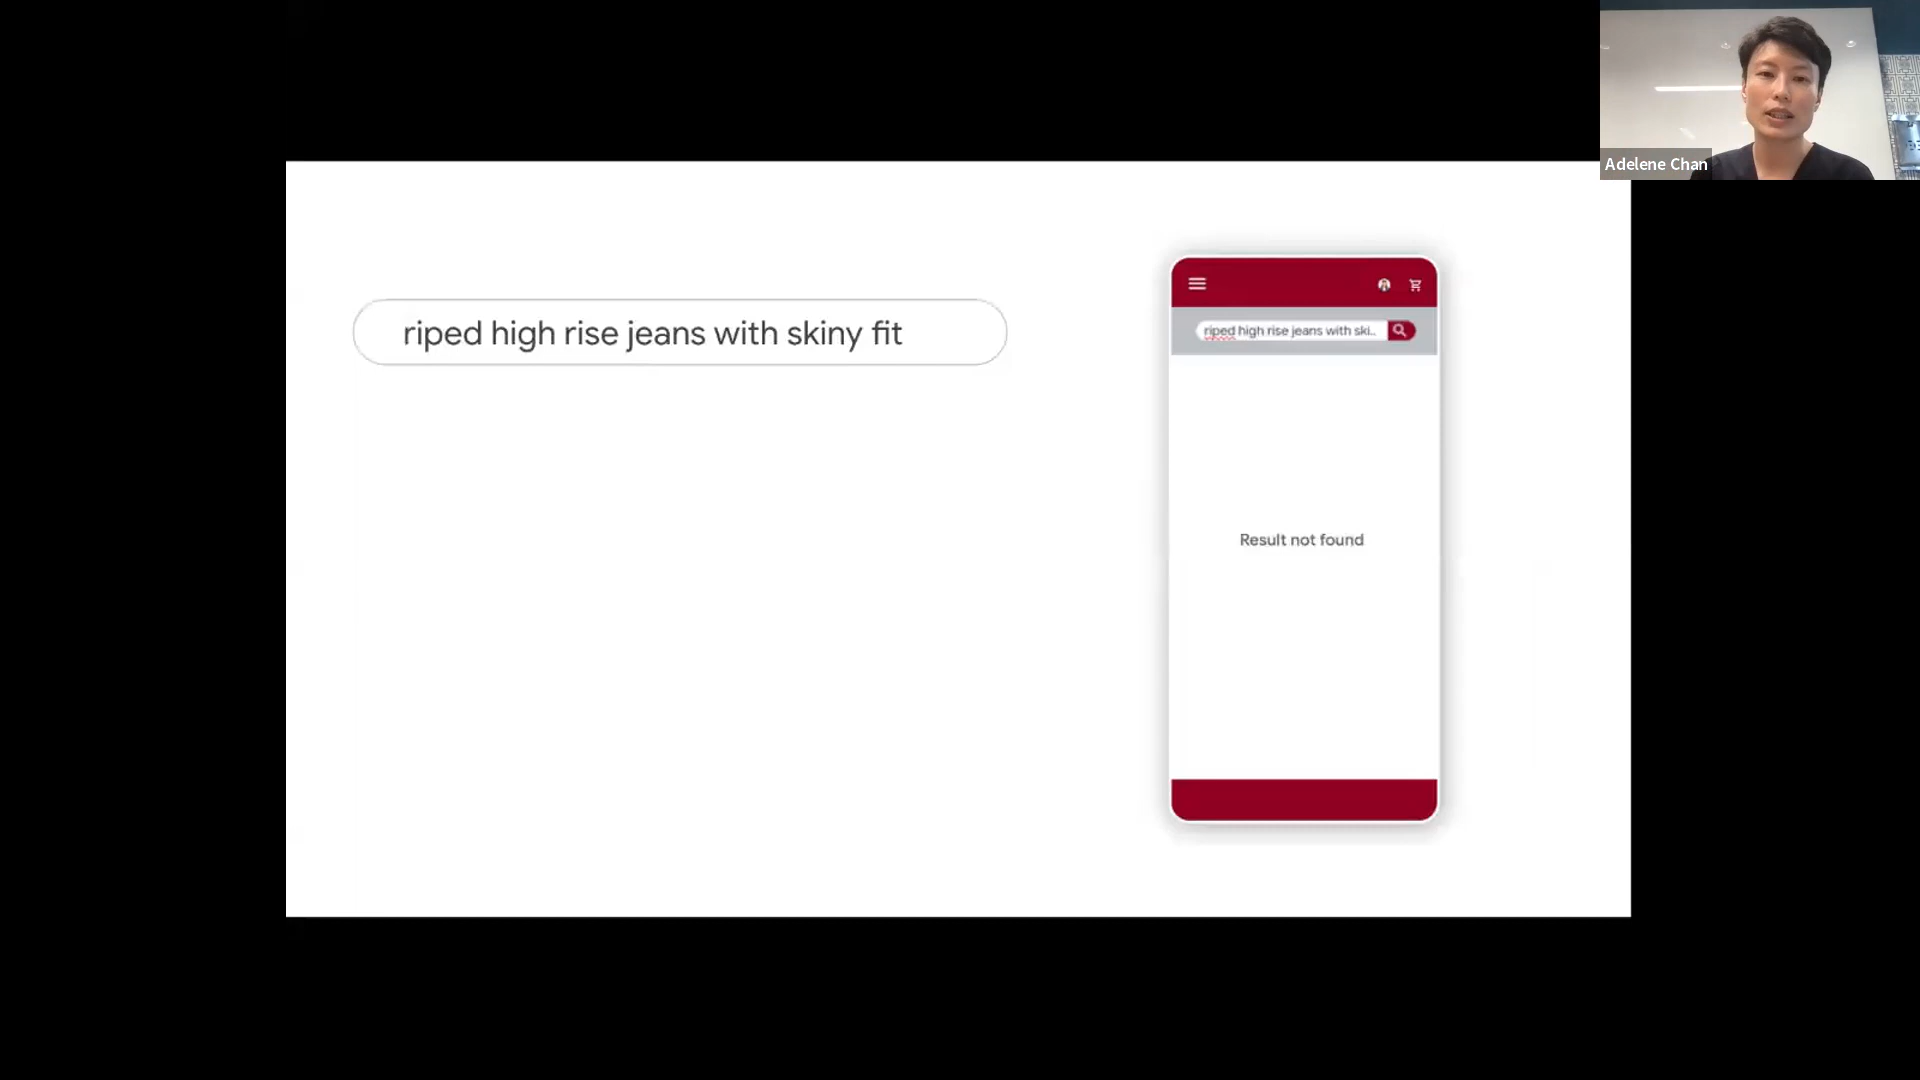 Adelene Chan
riped high rise jeans with skiny fit
riped high rise jeans with ski..
Result not found